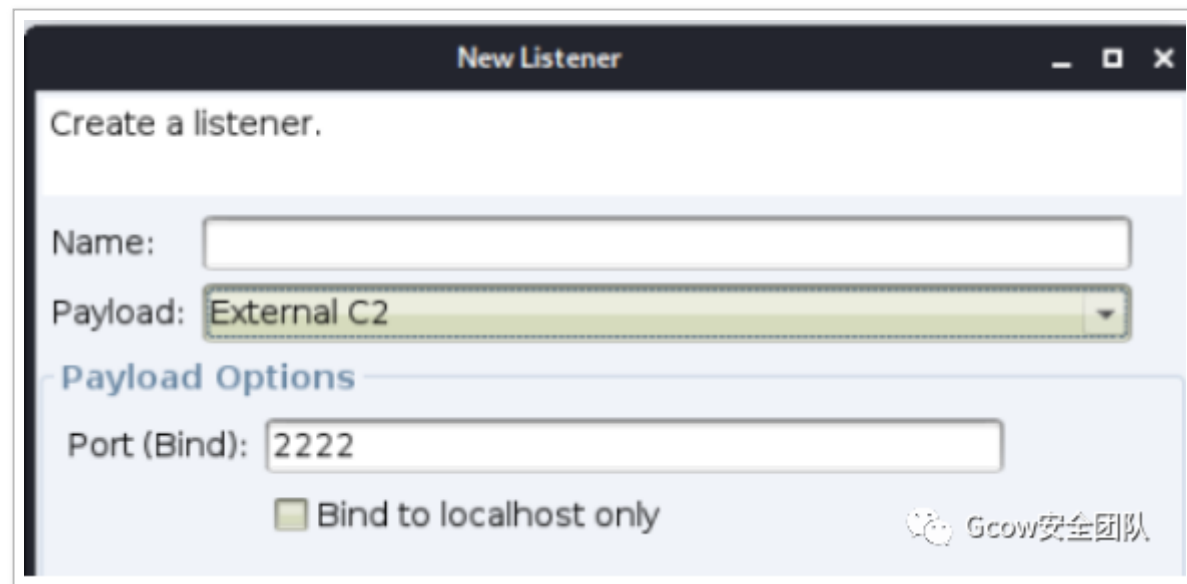 New Listener
Create a listener.
Name:
Payload: External C2
Payload Options
Port (Bind): 2222
Bind to localhost only
Gcow安全团队